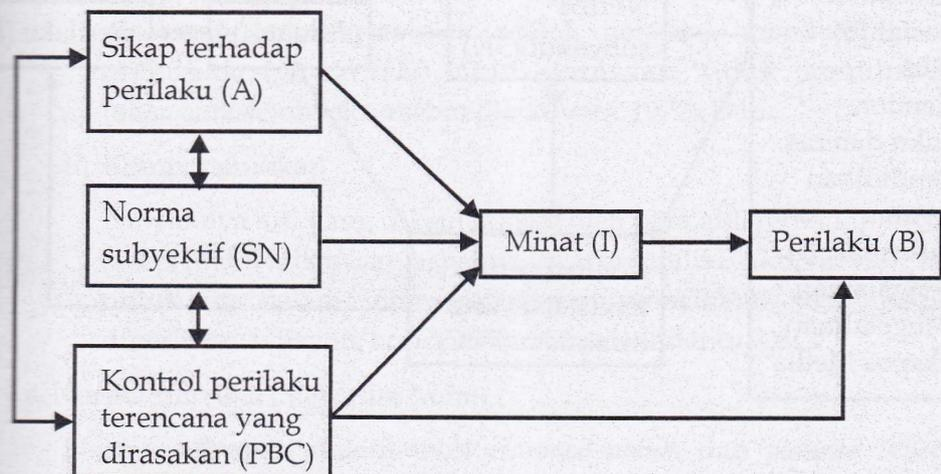 Sikap terhadap
perilaku (A)
Norma
subyektif (SN)
Minat (I)
Perilaku (B)
Kontrol perilaku
terencana yang
dirasakan (PBC)